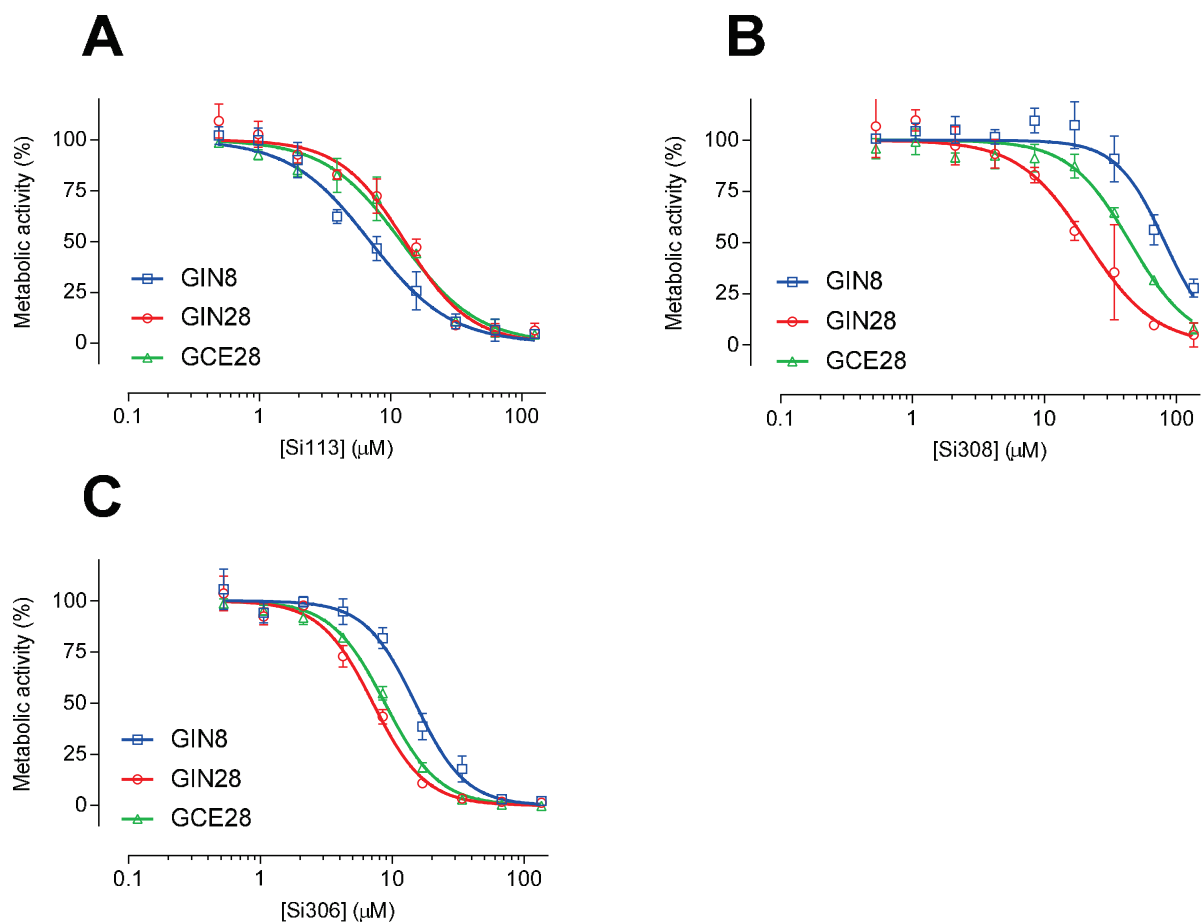 A
Metabolic activity (%)
100
75
50
25
0
GIN8
GIN28
GCE28
0.1 1 10 100
[Si113] (μM)
B
Metabolic activity (%)
100
75
50
25
0
GIN8
GIN28
GCE28
0.1 1 10 100
[Si308] (μM)
C
Metabolic activity (%)
100
75
50
25
0
GIN8
GIN28
GCE28
0.1 1 10 100
[Si306] (μM)